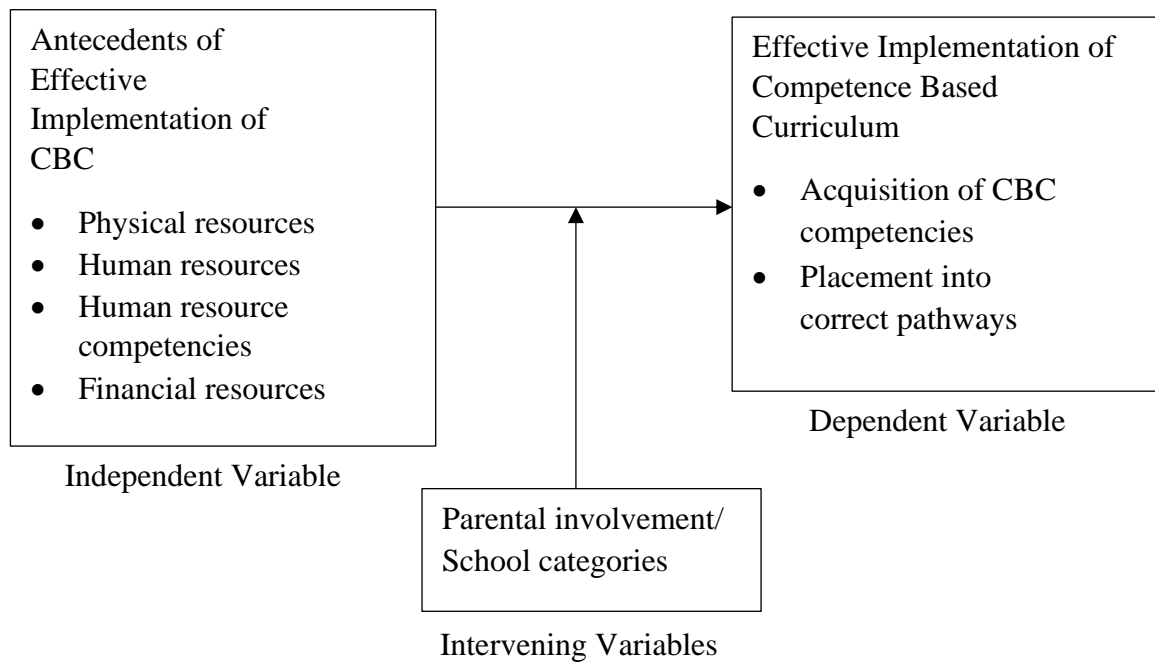 Antecedents of
Effective
Implementation of
CBC
• Physical resources
• Human resources
• Human resource
competencies
• Financial resources
Independent Variable
Effective Implementation of
Competence Based
Curriculum
• Acquisition of CBC
competencies
• Placement into
correct pathways
Dependent Variable
Parental involvement/
School categories
Intervening Variables